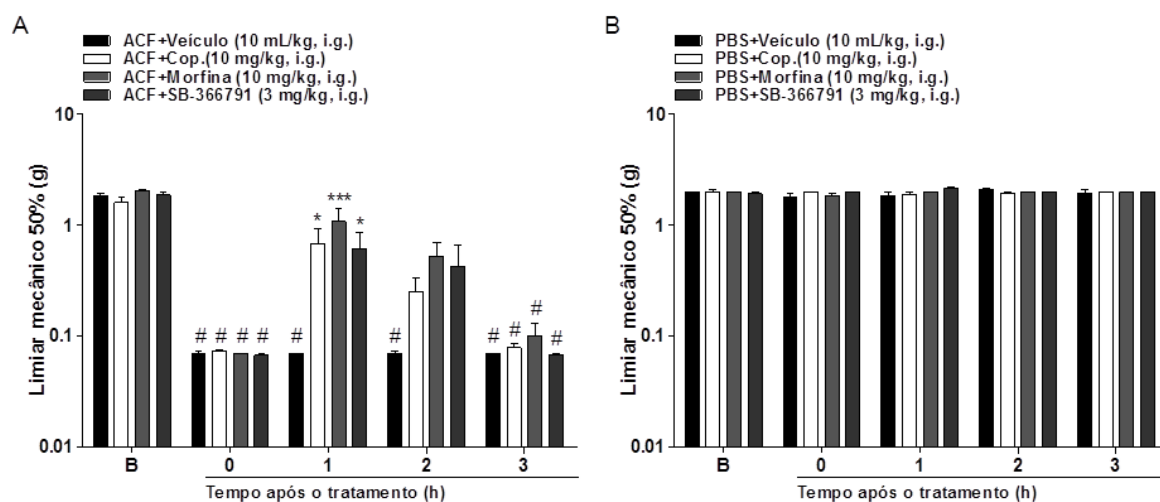 A
ACF+Veículo (10 mL/kg, i.g.)
ACF+Cop.(10 mg/kg, i.g.)
ACF+Morfina (10 mg/kg, i.g.)
ACF+SB-366791 (3 mg/kg, i.g.)
Limiar mecânico 50% (g)
10
1
0.1
0.01
* *** *
# # # # # # # # # #
B 0 1 2 3
Tempo após o tratamento (h)
B
PBS+Veículo (10 mL/kg, i.g.)
PBS+Cop.(10 mg/kg, i.g.)
PBS+Morfina (10 mg/kg, i.g.)
PBS+SB-366791 (3 mg/kg, i.g.)
Limiar mecânico 50% (g)
10
1
0.1
0.01
B 0 1 2 3
Tempo após o tratamento (h)